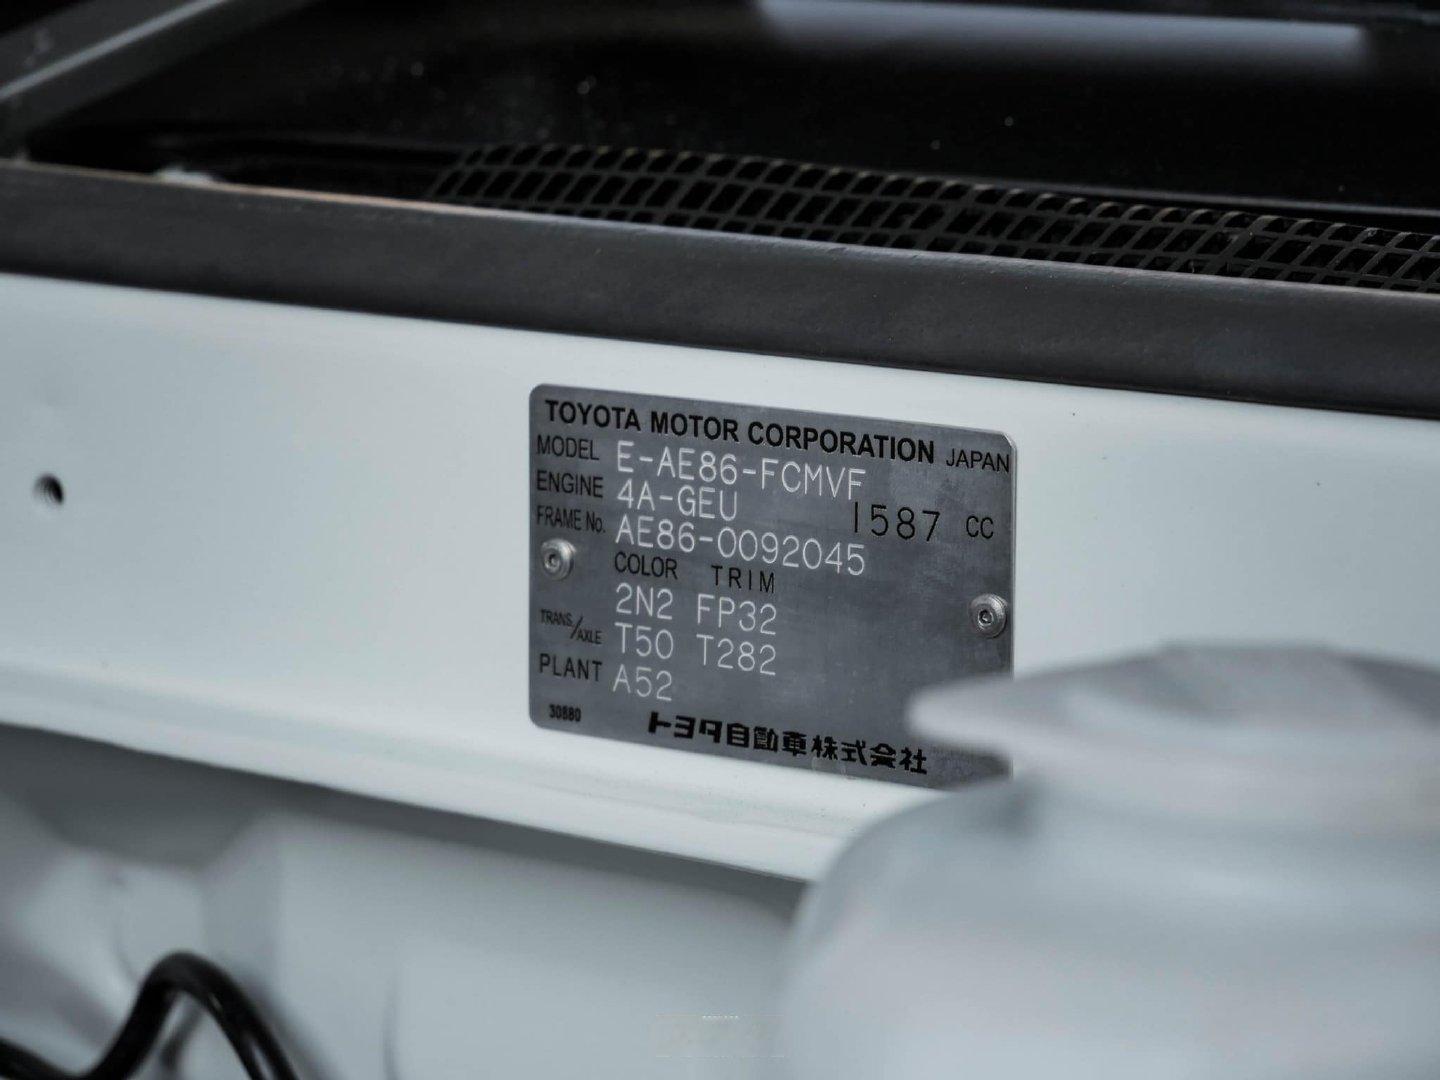 TOYOTA MOTOR CORPORATION JAPAN
MODEL E-AE86-FCMVF
ENGINE 4A-GEU 1587 CC
FRAME No. AE86-0092045
COLOR TRIM
2N2 FP32
TRANS./AXLE T50 T282
PLANT A52
30880
トヨタ自動車株式会社